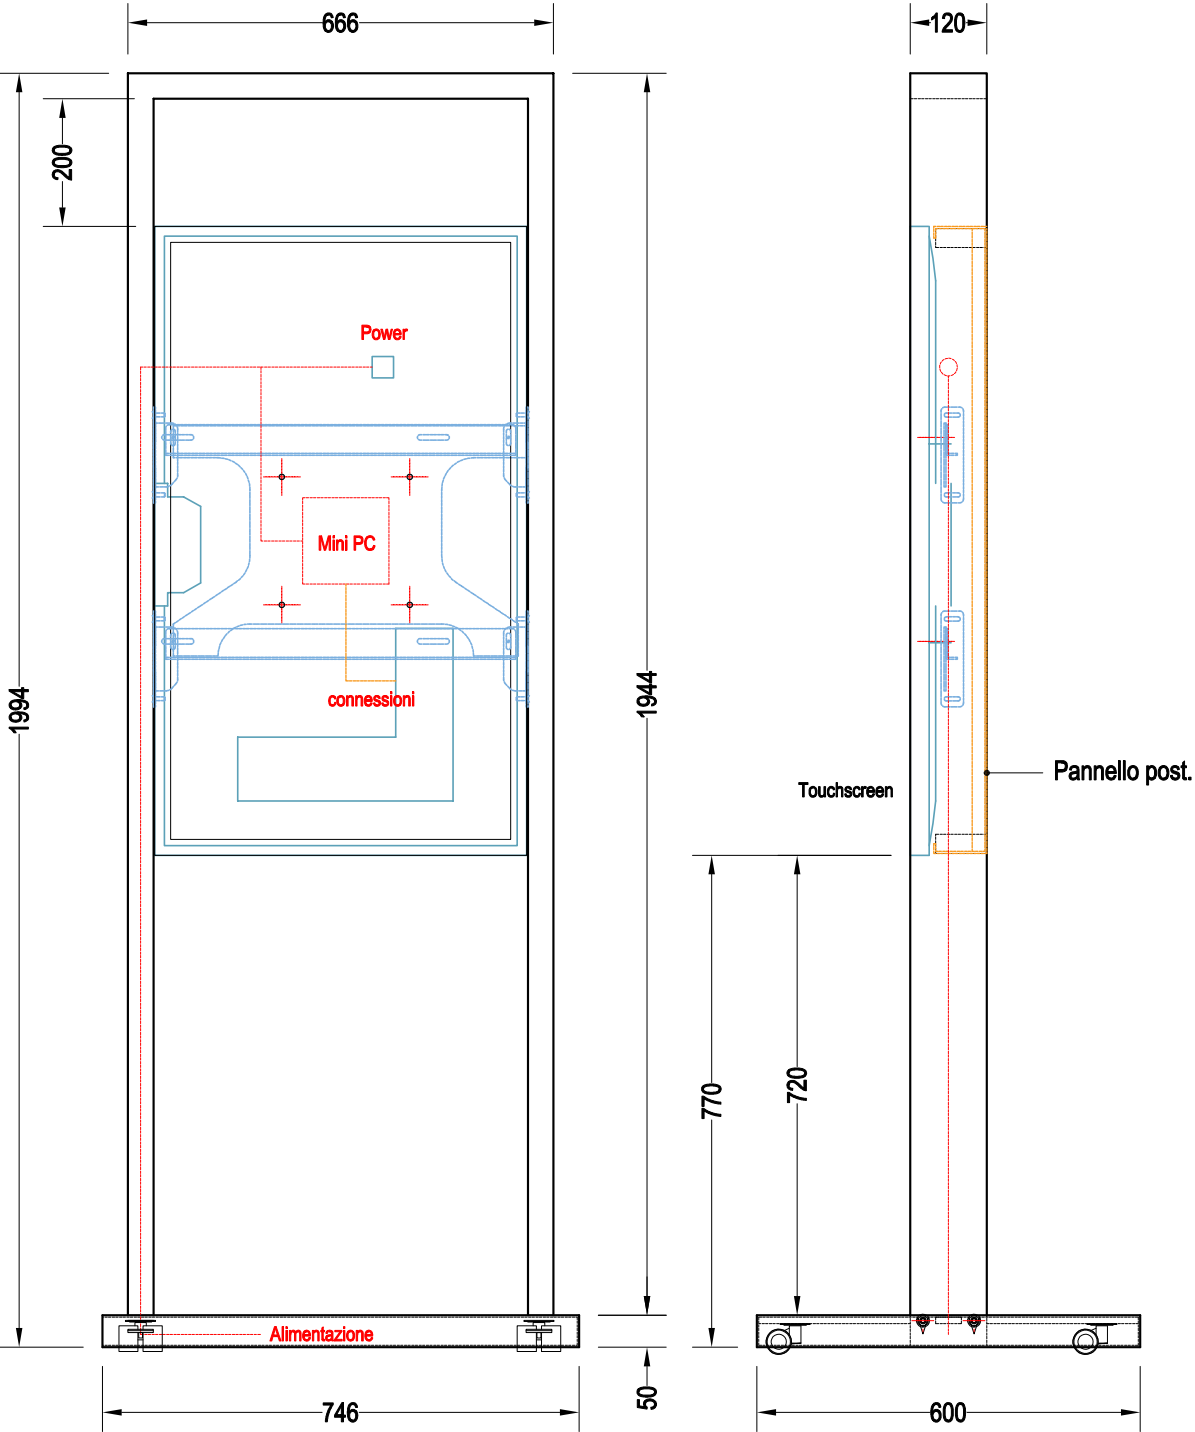 666
120
200
Power
Mini PC
connessioni
1994
1944
Touchscreen
Pannello post.
770
720
Alimentazione
746
50
600